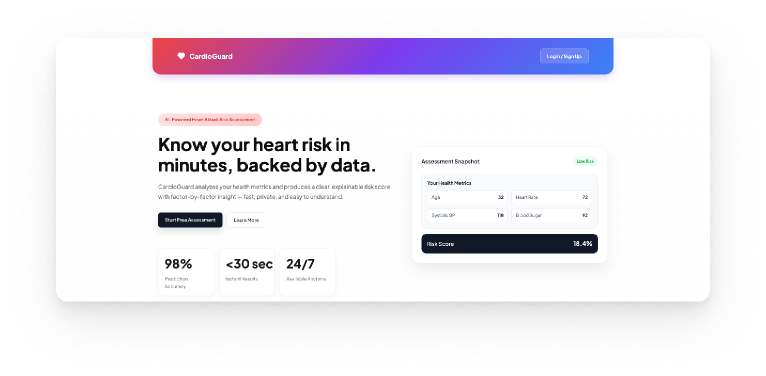 CardioGuard
Login / Sign Up
AI Powered Heart Attack Risk Assessment
Know your heart risk in
minutes, backed by data.
CardioGuard analyzes your health metrics and produces a clear, explainable risk score
with factor-by-factor insight — fast, private, and easy to understand.
Start Free Assessment
Learn More
98%
Prediction
Accuracy
<30 sec
Instant Results
24/7
Available Anytime
Assessment Snapshot
Low Risk
Your Health Metrics
Age
32
Heart Rate
72
Systolic BP
118
Blood Sugar
92
Risk Score
18.4%